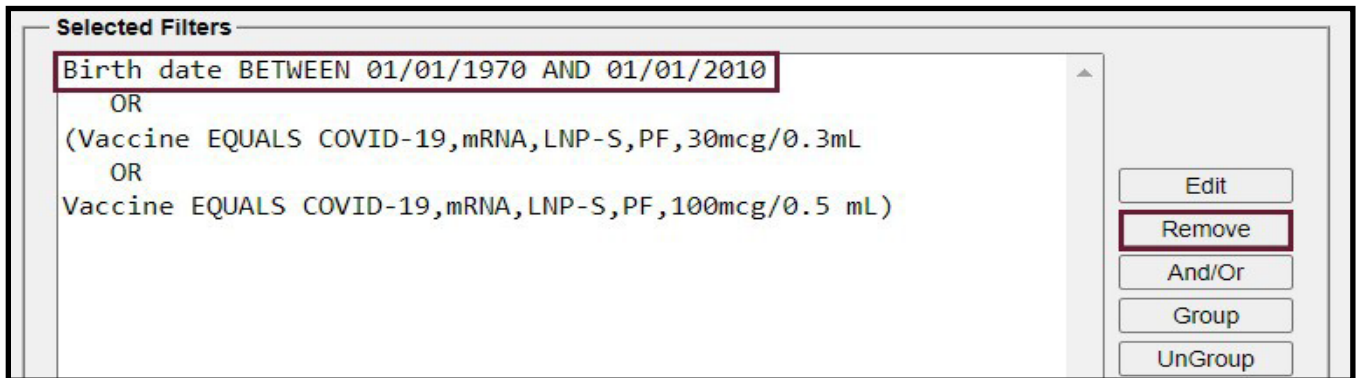 Selected Filters
Birth date BETWEEN 01/01/1970 AND 01/01/2010
OR
(Vaccine EQUALS COVID-19,mRNA,LNP-S,PF,30mcg/0.3mL
OR
Vaccine EQUALS COVID-19,mRNA,LNP-S,PF,100mcg/0.5 mL)
Edit
Remove
And/Or
Group
UnGroup